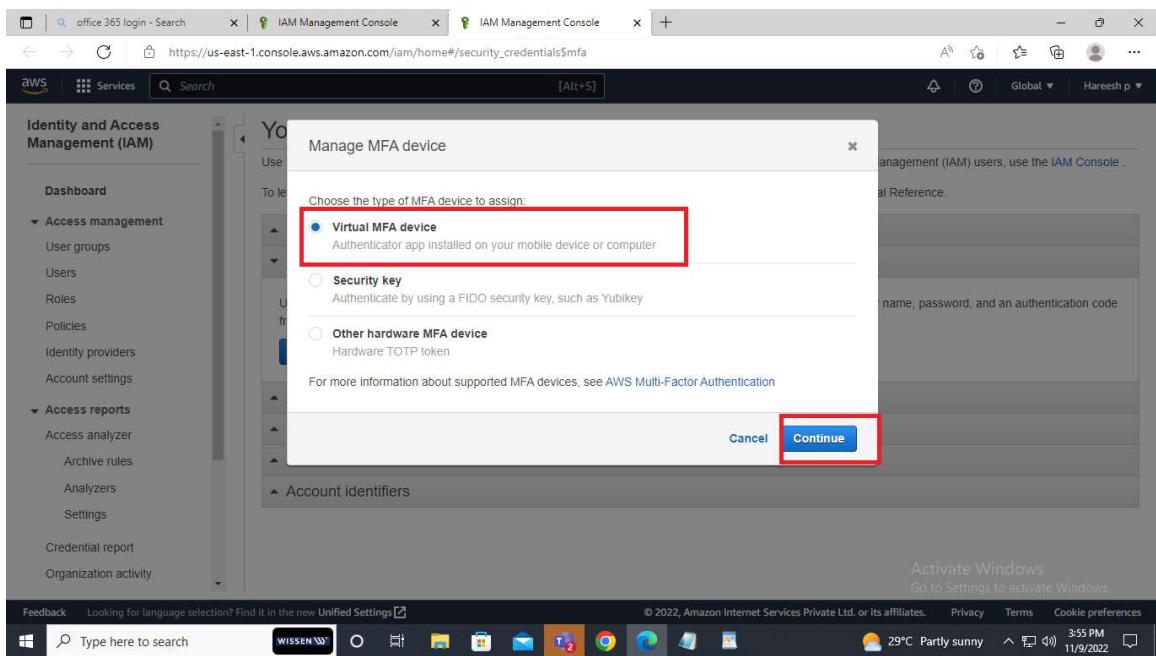 office 365 login - Search
IAM Management Console
IAM Management Console
https://us-east-1.console.aws.amazon.com/iam/home#/security_credentials$mfa
aws
Services
Search
[Alt+S]
Global
Hareesh p
Identity and Access
Management (IAM)
Dashboard
Access management
User groups
Users
Roles
Policies
Identity providers
Account settings
Access reports
Access analyzer
Archive rules
Analyzers
Settings
Credential report
Organization activity
Yo
Use
anagement (IAM) users, use the IAM Console .
To le
al Reference.
Manage MFA device
Choose the type of MFA device to assign:
Virtual MFA device
Authenticator app installed on your mobile device or computer
Security key
Authenticate by using a FIDO security key, such as Yubikey
name, password, and an authentication code
Other hardware MFA device
Hardware TOTP token
For more information about supported MFA devices, see AWS Multi-Factor Authentication
Cancel
Continue
Account identifiers
Activate Windows
Go to Settings to activate Windows.
Feedback
Looking for language selection? Find it in the new Unified Settings
© 2022, Amazon Internet Services Private Ltd. or its affiliates.
Privacy
Terms
Cookie preferences
Type here to search
WISSEN
29°C Partly sunny
3:55 PM
11/9/2022